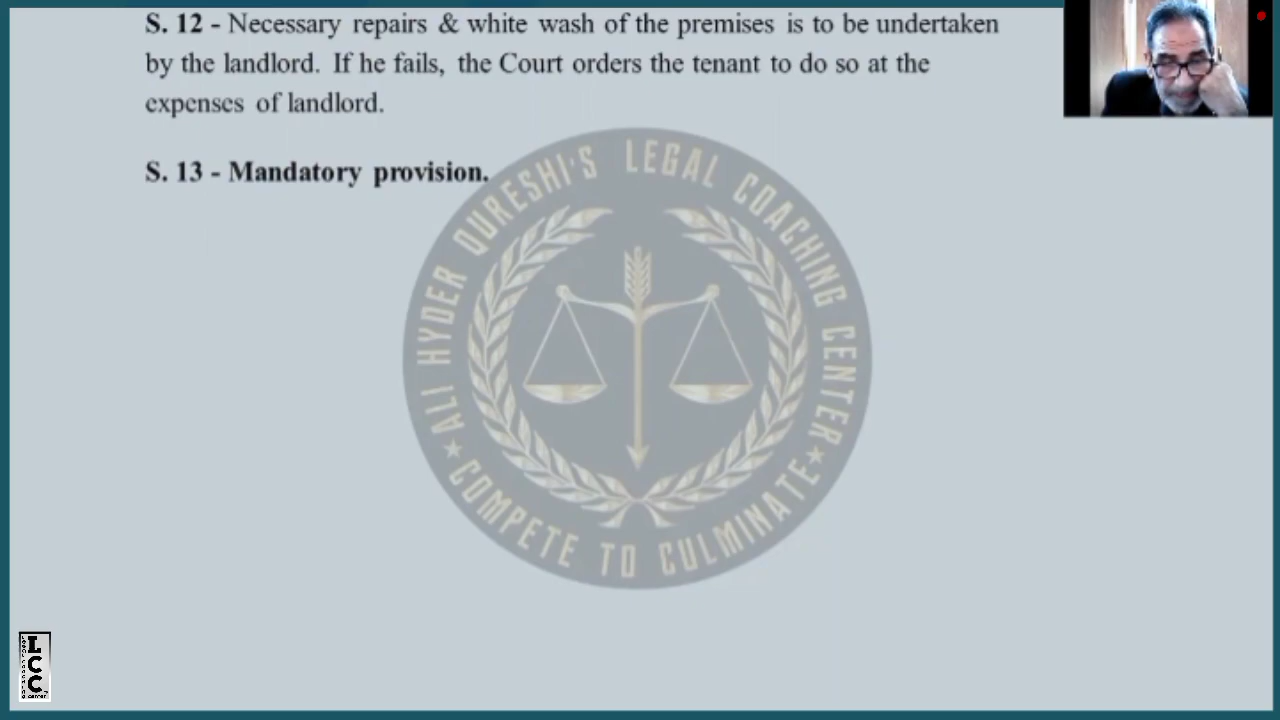 S. 12 - Necessary repairs & white wash of the premises is to be undertaken
by the landlord. If he fails, the Court orders the tenant to do so at the
expenses of landlord.
S. 13 - Mandatory provision.
ALI HYDER QURESHI'S LEGAL COACHING CENTER
COMPETE TO CULMINATE
LCC